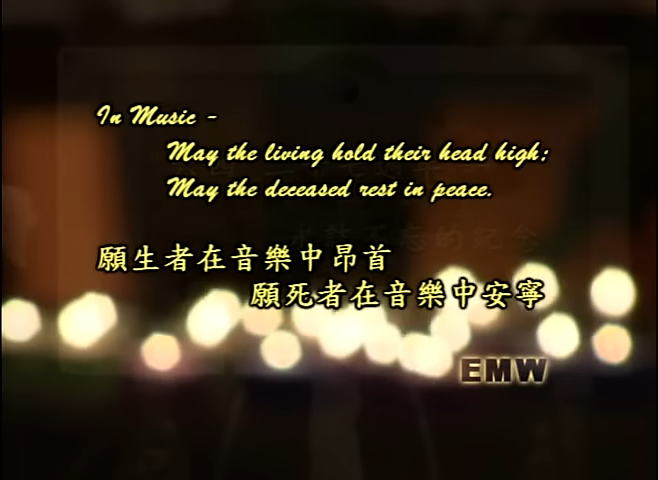 In Music -
May the living hold their head high;
May the deceased rest in peace.
願生者在音樂中昂首
願死者在音樂中安寧
EMW